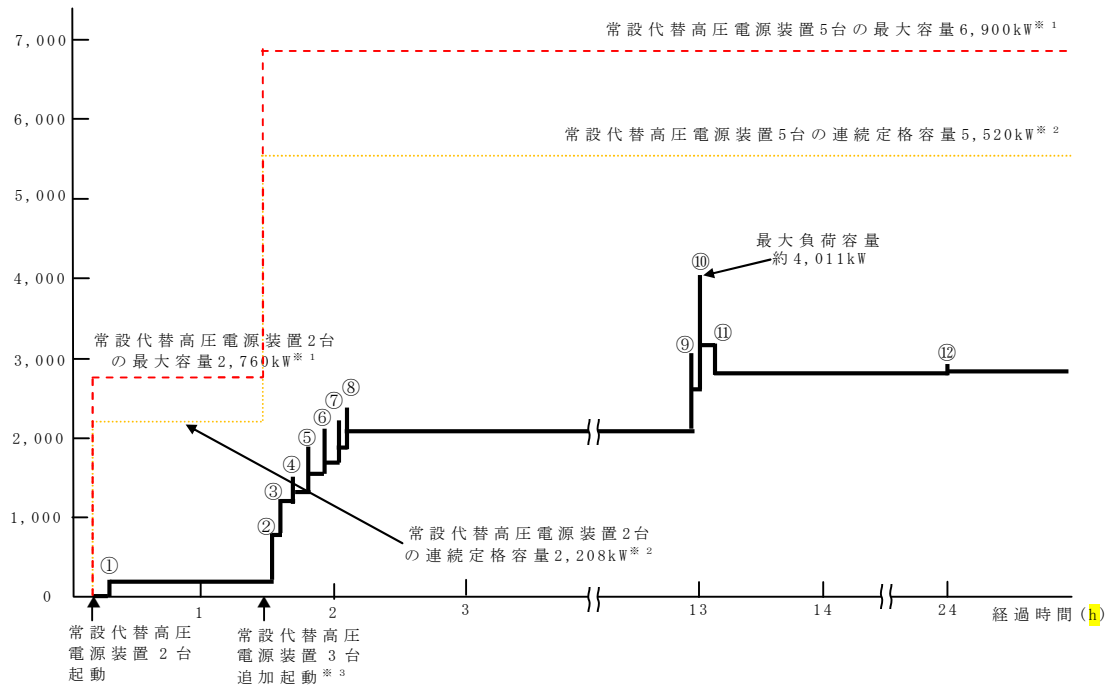 7,000
常設代替高圧電源装置5台の最大容量6,900kW※1
6,000
常設代替高圧電源装置5台の連続定格容量5,520kW※2
5,000
最大負荷容量
約4,011kW
⑩
4,000
常設代替高圧電源装置2台
の最大容量2,760kW※1
⑨
⑪
⑫
3,000
⑧
⑦
⑥
⑤
2,000
④
③
②
1,000
常設代替高圧電源装置2台
の連続定格容量2,208kW※2
①
0
1
2
3
13
14
24
経過時間(h)
常設代替高圧
電源装置2台
起動
常設代替高圧
電源装置3台
追加起動※3